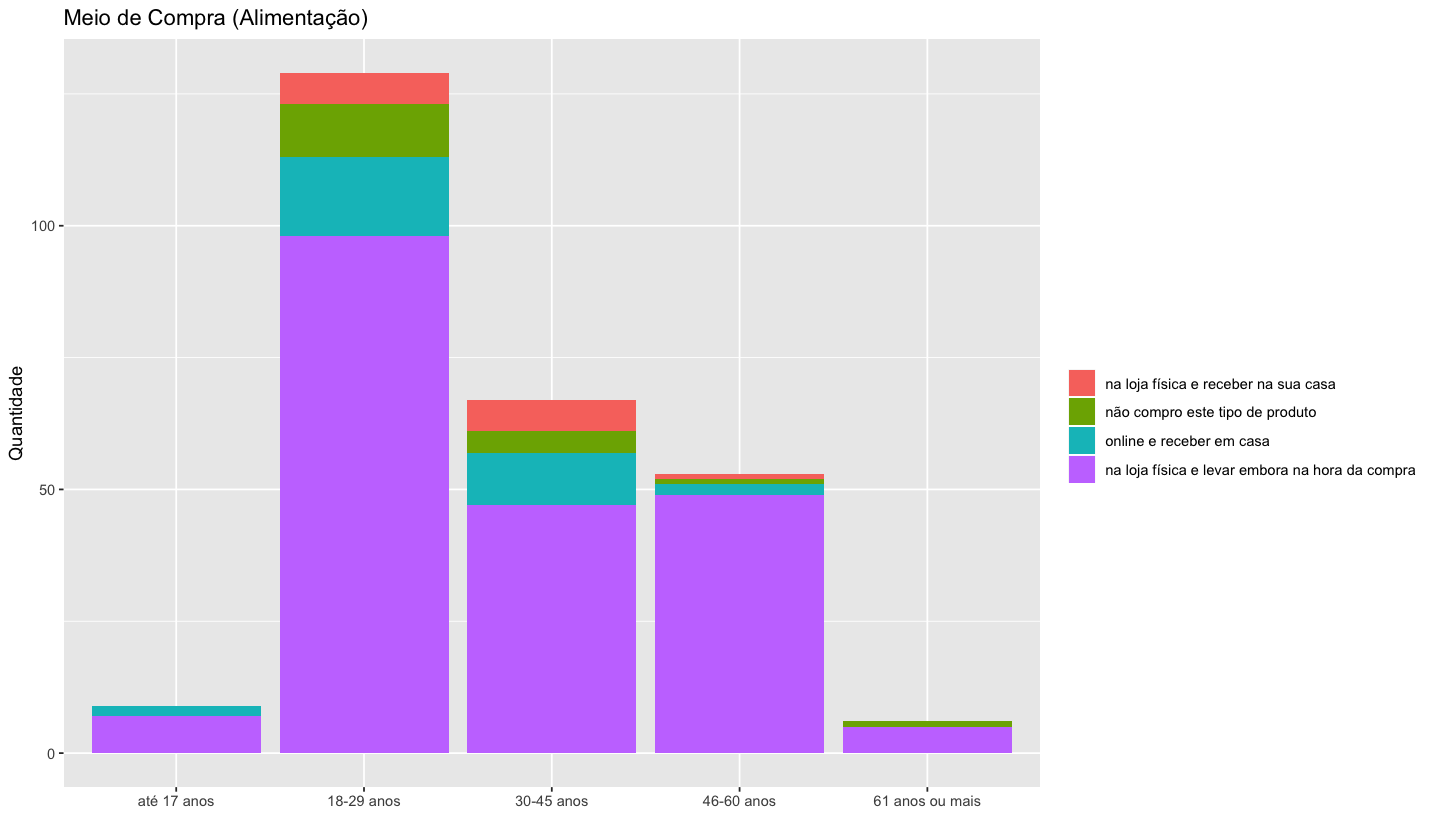 Meio de Compra (Alimentação)
Quantidade
100
50
0
até 17 anos
18-29 anos
30-45 anos
46-60 anos
61 anos ou mais
na loja física e receber na sua casa
não compro este tipo de produto
online e receber em casa
na loja física e levar embora na hora da compra